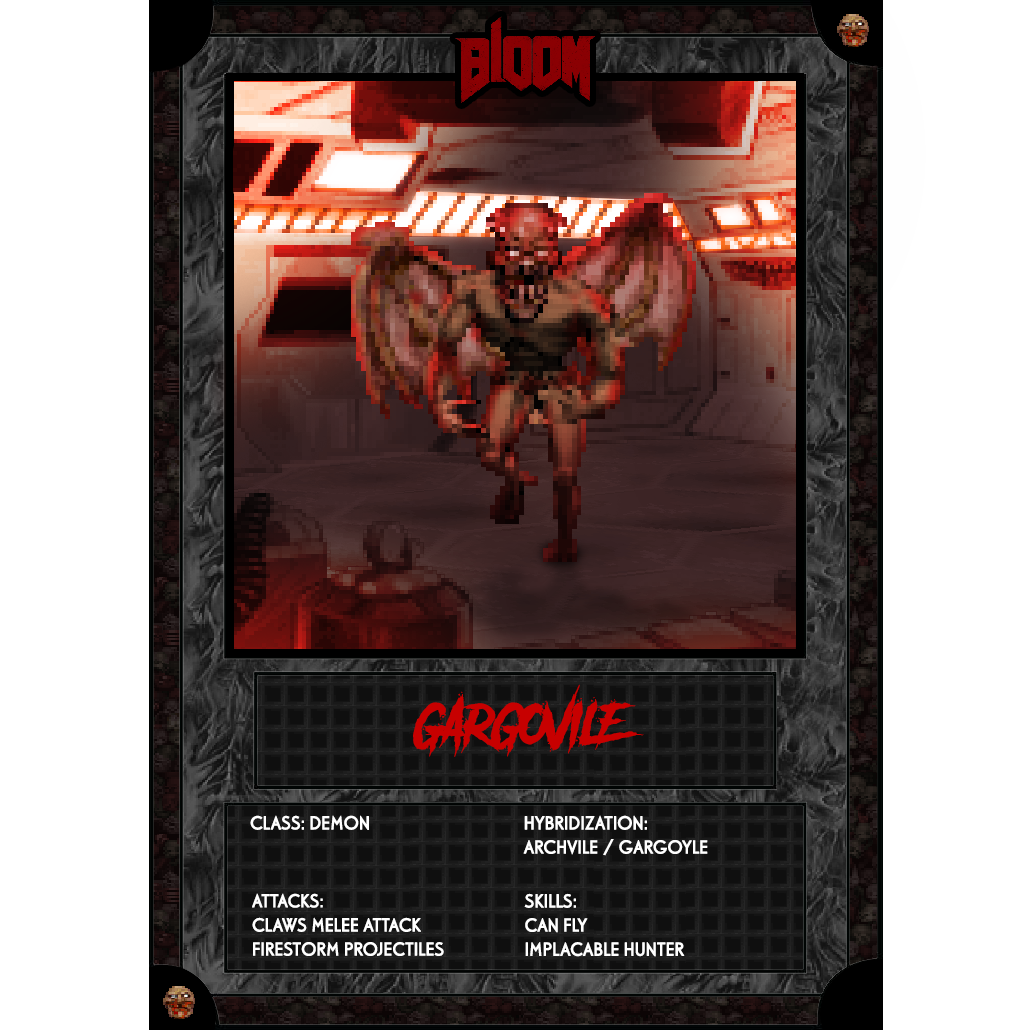 BLOOM
GARGOVILE
CLASS: DEMON
HYBRIDIZATION:
ARCHVILE / GARGOYLE
ATTACKS:
CLAWS MELEE ATTACK
FIRESTORM PROJECTILES
SKILLS:
CAN FLY
IMPLACABLE HUNTER